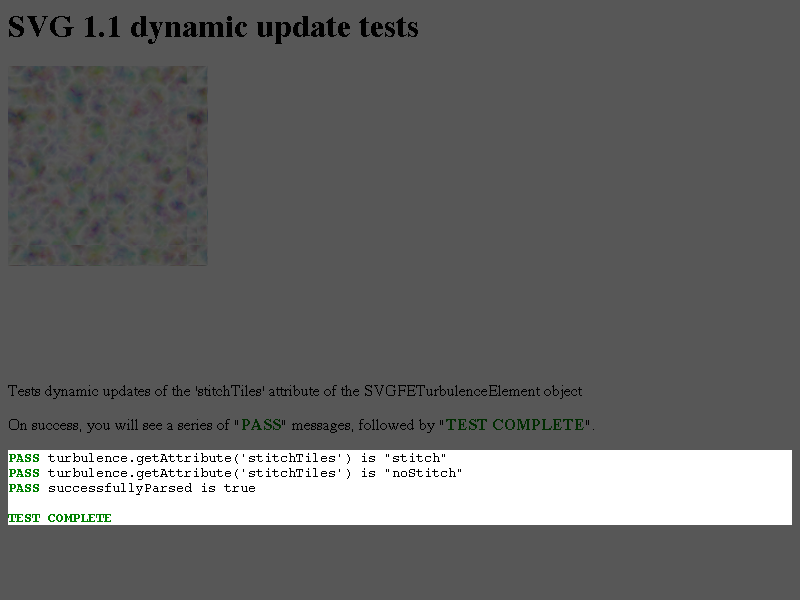 SVG 1.1 dynamic update tests
Tests dynamic updates of the 'stitchTiles' attribute of the SVGFETurbulenceElement object
On success, you will see a series of "PASS" messages, followed by "TEST COMPLETE".
PASS turbulence.getAttribute('stitchTiles') is "stitch"
PASS turbulence.getAttribute('stitchTiles') is "noStitch"
PASS successfullyParsed is true
TEST COMPLETE